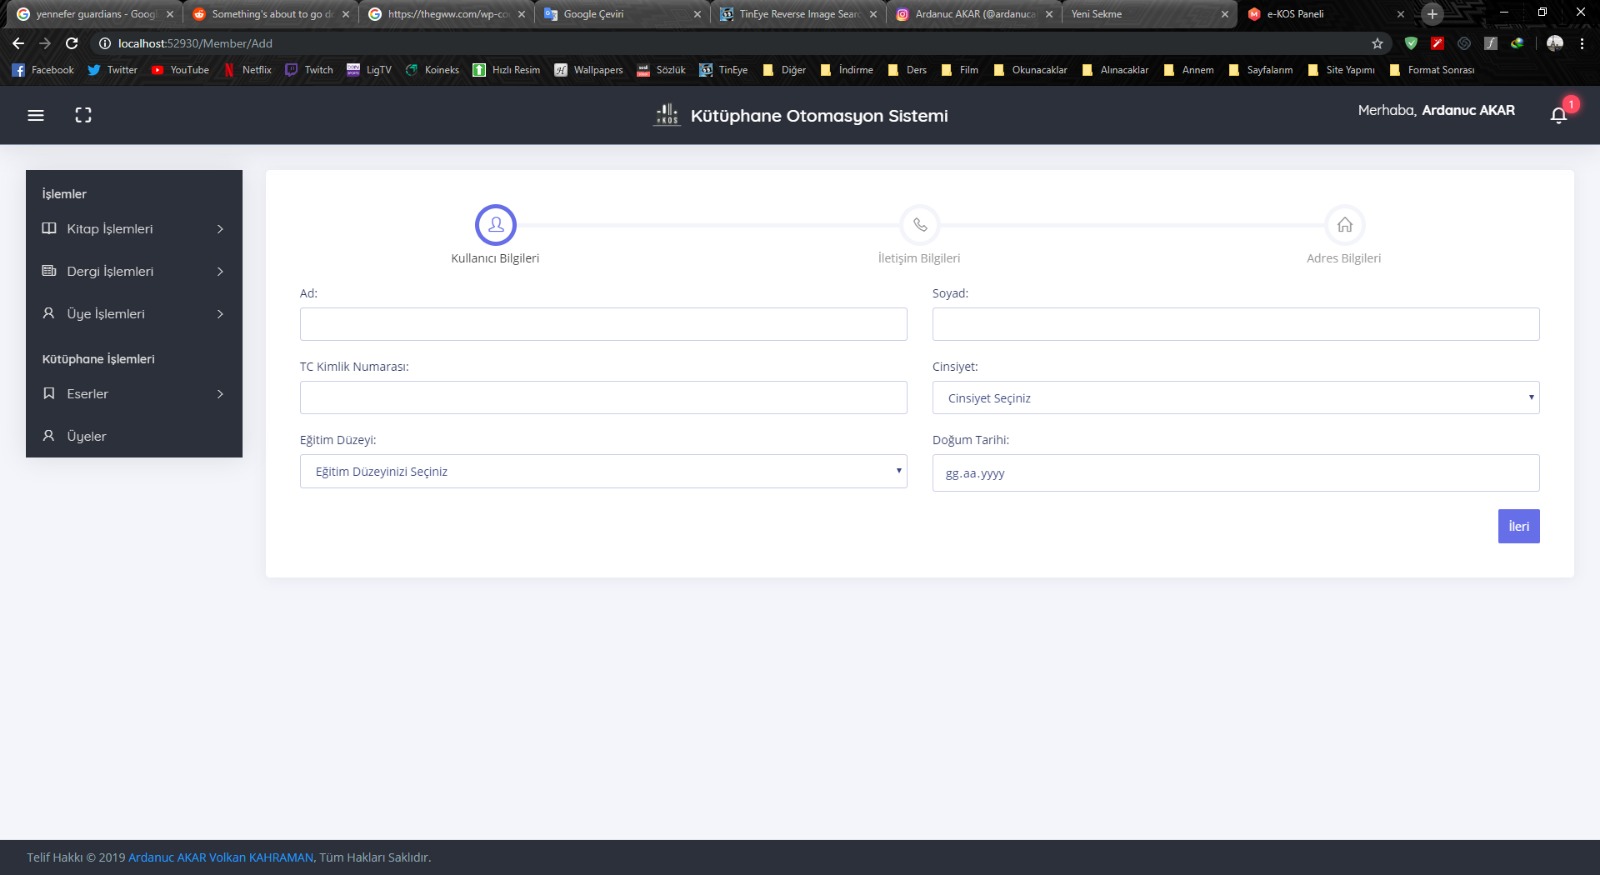 yennefer guardians - Googl
Something's about to go d
https://thegww.com/wp-co
Google Çeviri
TinEye Reverse Image Searc
Ardanuc AKAR (@ardanuca
Yeni Sekme
e-KOS Paneli
localhost:52930/Member/Add
Facebook
Twitter
YouTube
Netflix
Twitch
LigTV
Koineks
Hızlı Resim
Wallpapers
Sözlük
TinEye
Diğer
İndirme
Ders
Film
Okunacaklar
Alınacaklar
Annem
Sayfalarım
Site Yapımı
Format Sonrası
Kütüphane Otomasyon Sistemi
Merhaba, Ardanuc AKAR
1
İşlemler
Kitap İşlemleri
Dergi İşlemleri
Üye İşlemleri
Kütüphane İşlemleri
Eserler
Üyeler
Kullanıcı Bilgileri
İletişim Bilgileri
Adres Bilgileri
Ad:
Soyad:
TC Kimlik Numarası:
Cinsiyet:
Cinsiyet Seçiniz
Eğitim Düzeyi:
Doğum Tarihi:
Eğitim Düzeyinizi Seçiniz
gg.aa.yyyy
İleri
Telif Hakkı © 2019 Ardanuc AKAR Volkan KAHRAMAN, Tüm Hakları Saklıdır.